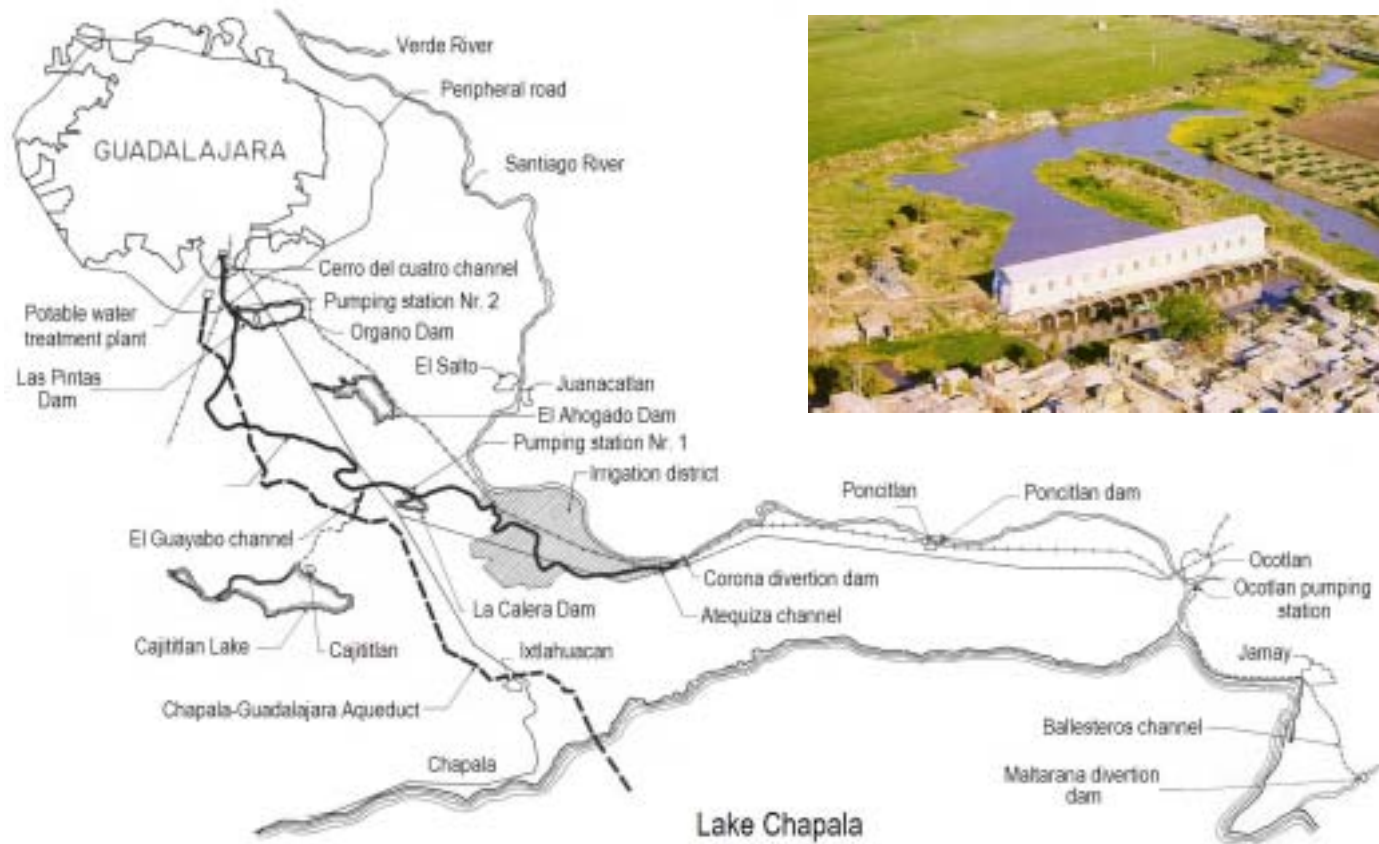 Verde River
Peripheral road
GUADALAJARA
Santiago River
Cerro del cuatro channel
Pumping station Nr. 2
Potable water
treatment plant
Organo Dam
El Salto
Juanacatlan
Las Pintas
Dam
El Ahogado Dam
Pumping station Nr. 1
Irrigation district
Poncitlan
Poncitlan dam
El Guayabo channel
Ocotlan
Corona divertion dam
Ocotlan pumping
station
La Calera Dam
Atequiza channel
Cajititlan Lake
Cajititlan
Ixtlahuacan
Jamay
Chapala-Guadalajara Aqueduct
Ballesteros channel
Chapala
Maltarana divertion
dam
Lake Chapala